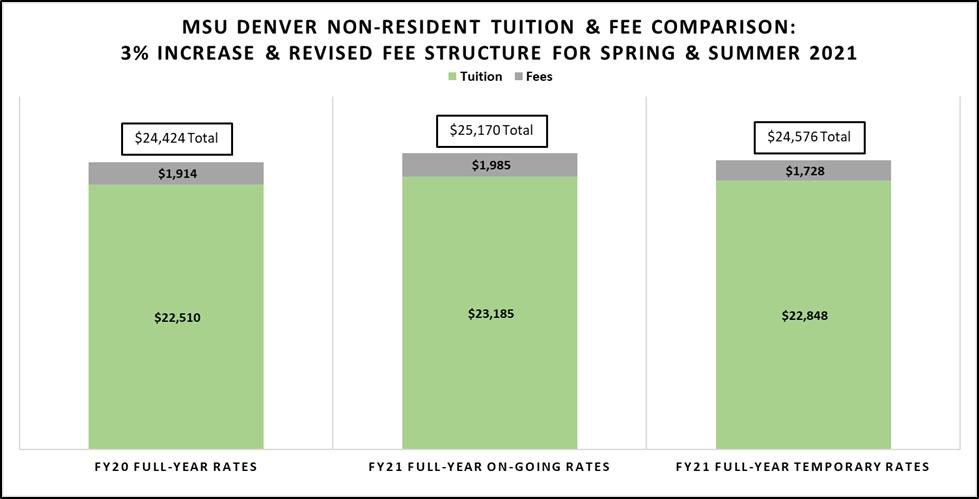 MSU DENVER NON-RESIDENT TUITION & FEE COMPARISON:
3% INCREASE & REVISED FEE STRUCTURE FOR SPRING & SUMMER 2021
Tuition Fees
$24,424 Total
$25,170 Total
$24,576 Total
$1,914
$1,985
$1,728
$22,510
$23,185
$22,848
FY20 FULL-YEAR RATES
FY21 FULL-YEAR ON-GOING RATES
FY21 FULL-YEAR TEMPORARY RATES